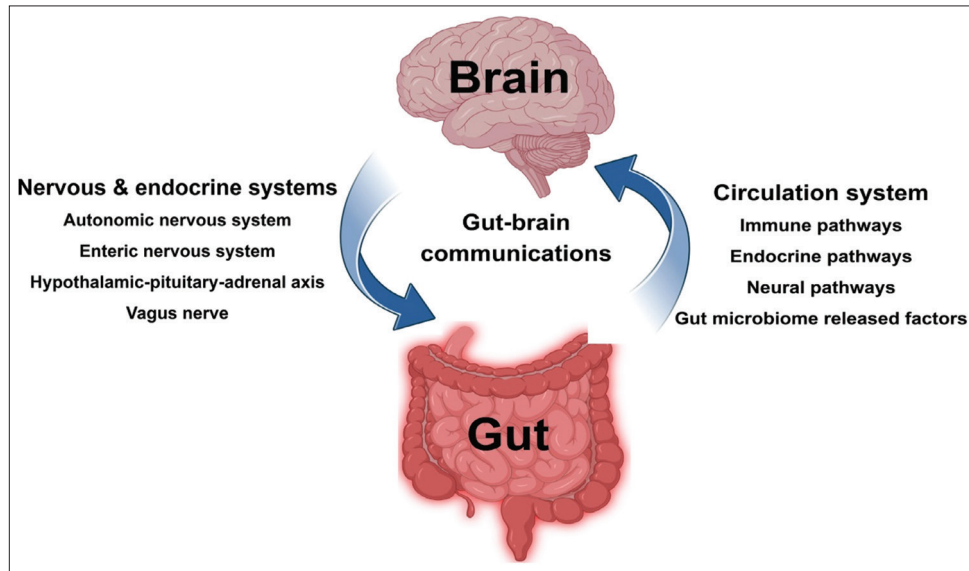 Brain
Nervous & endocrine systems
Autonomic nervous system
Enteric nervous system
Hypothalamic-pituitary-adrenal axis
Vagus nerve
Gut-brain
communications
Circulation system
Immune pathways
Endocrine pathways
Neural pathways
Gut microbiome released factors
Gut